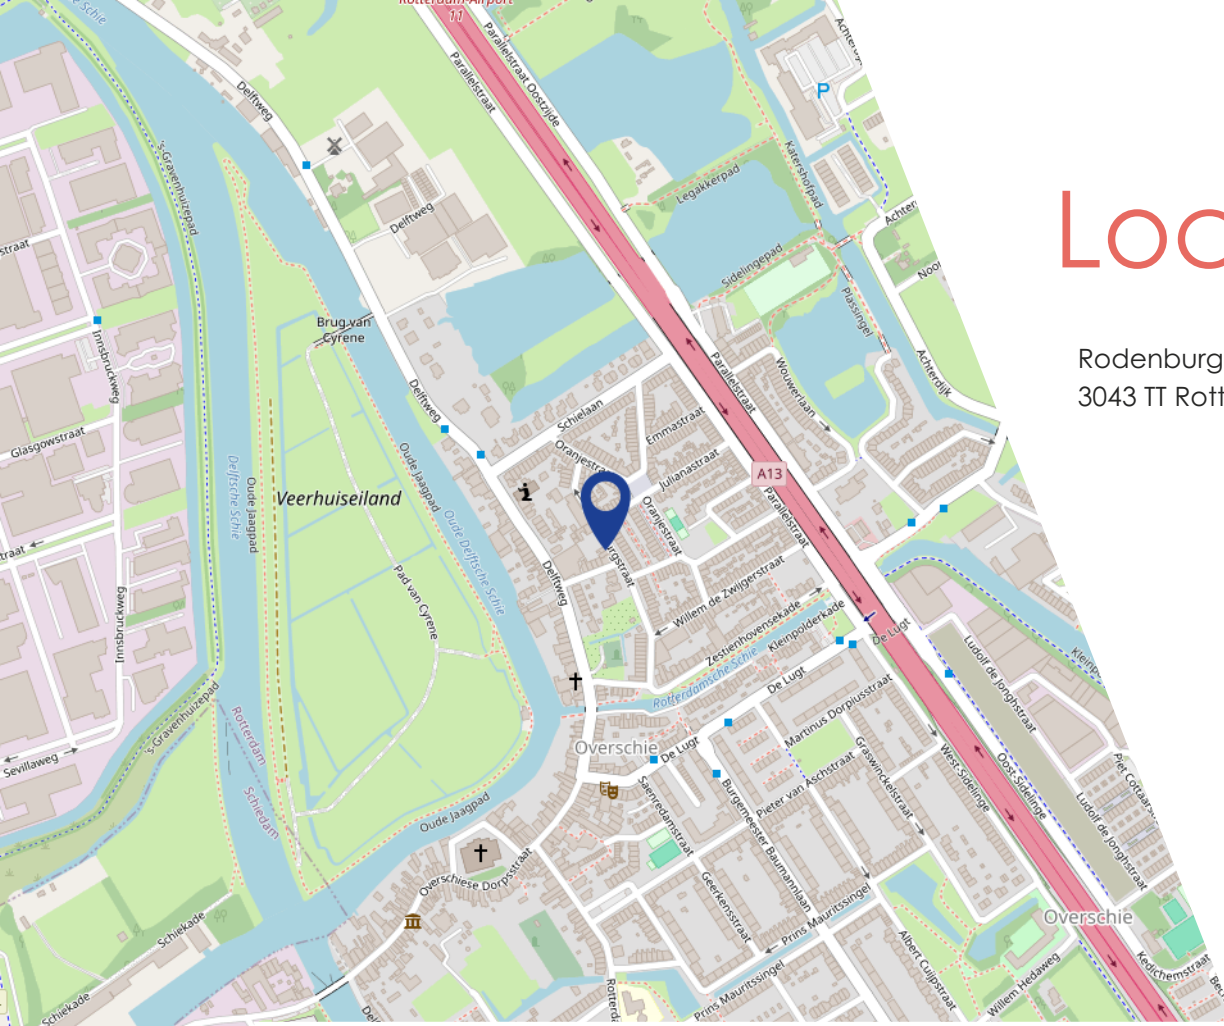 Schie
Rotterdam-Airport
11
Parallelstraat Oostzijde
Parallelstraat
Delftweg
's-Gravenhuizepad
P
Katershofpad
Legakkerpad
Delftweg
straat
Sidelingepad
Plassingel
Loc
Brug van
Cyrene
Innsbruckweg
Parallelstraat
Wouwerlaan
Achterdijk
Rodenburg
3043 TT Rott
Delftweg
Schielaan
Emmastraat
Glasgowstraat
Oude Jaagpad
Julianastraat
A13
Delftsche Schie
Oude Jaagpad
Veerhuiseiland
Oranjestraat
Parallelstraat
Oude Delftsche Schie
Delftweg
urgstraat
Pad van Cyrene
Willem de Zwijgerstraat
Innsbruckweg
Zestienhovensekade
Kleinpolderkade
De Lugt
Rotterdamsche Schie
De Lugt
Ludolf de Jonghstraat
's-Gravenhuizepad
Rotterdam
Schiedam
Martinus Dorpiusstraat
Overschie
De Lugt
Sevillaweg
Graswinckelstraat
West-Sidelinge
Oost-Sidelinge
Pieter van Aschstraat
Saenredamstraat
Burgemeester Baumannlaan
Oude Jaagpad
Ludolf de Jonghstraat
Overschiese Dorpsstraat
Geerkensstraat
Prins Mauritssingel
Overschie
Schiekade
Albert Cuijpstraat
Kedichemstraat
Willem Hedaweg
Prins Mauritssingel
Schiekade